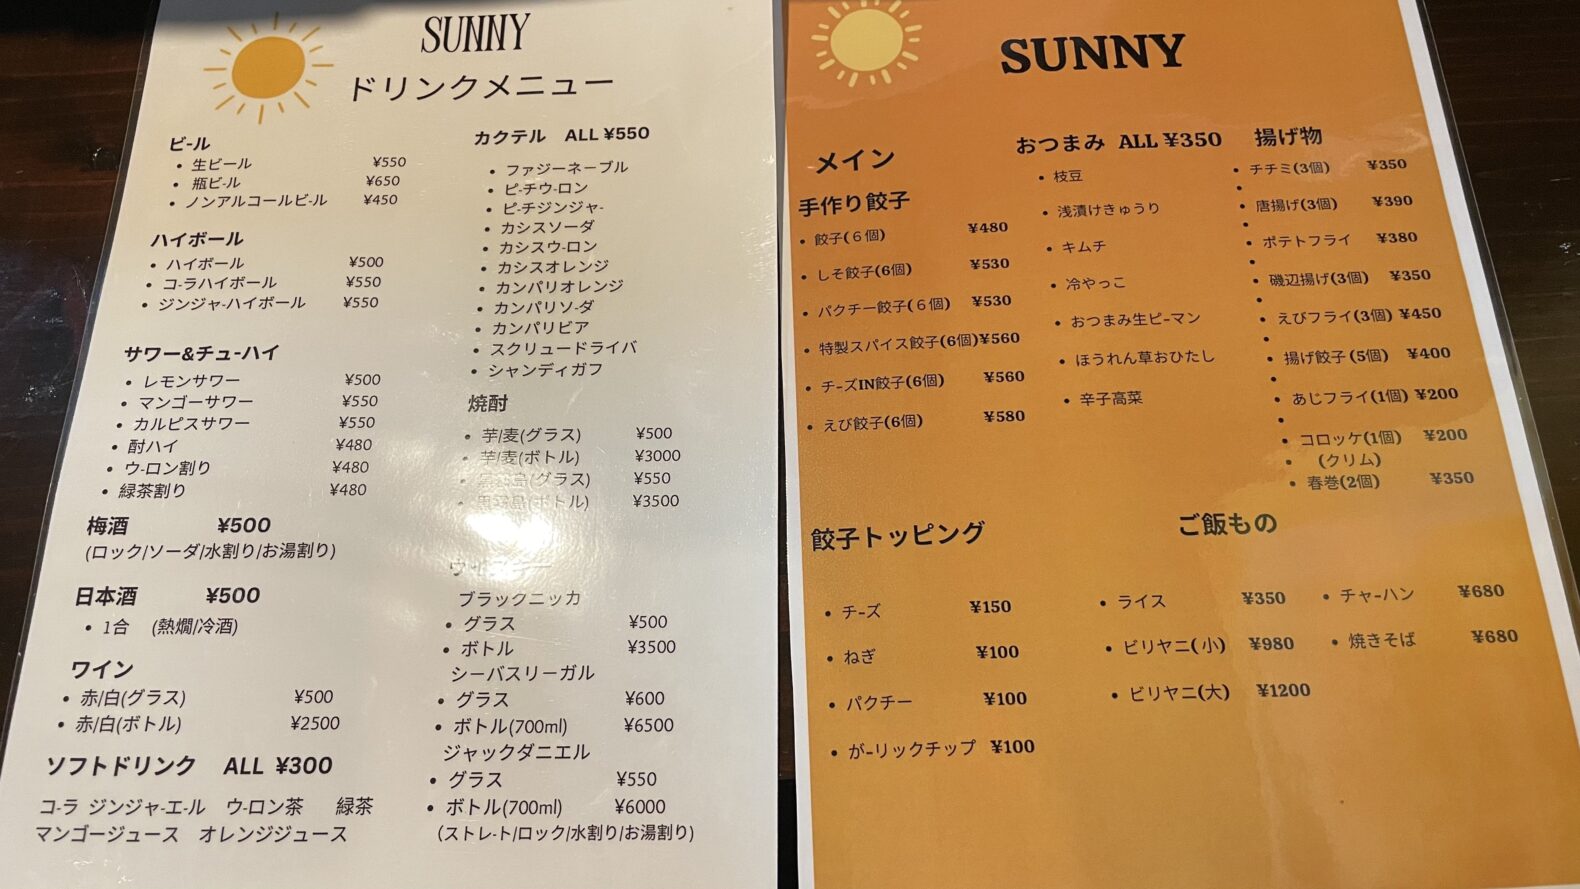 SUNNY
ドリンクメニュー
ビ-ル
生ビール ¥550
瓶ビ-ル ¥650
ノンアルコールビ-ル ¥450
ハイボール
ハイボール ¥500
コ-ラハイボール ¥550
ジンジャ-ハイボール ¥550
サワー&チュ-ハイ
レモンサワー ¥500
マンゴーサワー ¥550
カルピスサワー ¥550
酎ハイ ¥480
ウ-ロン割り ¥480
緑茶割り ¥480
梅酒 ¥500
(ロック/ソーダ/水割り/お湯割り)
日本酒 ¥500
1合 (熱燗/冷酒)
ワイン
赤/白(グラス) ¥500
赤/白(ボトル) ¥2500
ソフトドリンク ALL ¥300
コ-ラ ジンジャ-エ-ル ウ-ロン茶 緑茶
マンゴージュース オレンジジュース
カクテル ALL ¥550
ファジーネーブル
ピ-チウ-ロン
ピ-チジンジャ-
カシスソーダ
カシスウ-ロン
カシスオレンジ
カンパリオレンジ
カンパリソ-ダ
カンパリビア
スクリュードライバ
シャンディガフ
焼酎
芋/麦(グラス) ¥500
芋/麦(ボトル) ¥3000
黒霧島(グラス) ¥550
黒霧島(ボトル) ¥3500
ブラックニッカ
グラス ¥500
ボトル ¥3500
シーバスリーガル
グラス ¥600
ボトル(700ml) ¥6500
ジャックダニエル
グラス ¥550
ボトル(700ml) ¥6000
(ストレ-ト/ロック/水割り/お湯割り)
SUNNY
メイン
手作り餃子
餃子(６個) ¥480
しそ餃子(6個) ¥530
パクチー餃子(６個) ¥530
特製スパイス餃子(6個)¥560
チ-ズIN餃子(6個) ¥560
えび餃子(6個) ¥580
おつまみ ALL ¥350
枝豆
浅漬けきゅうり
キムチ
冷やっこ
おつまみ生ピ-マン
ほうれん草おひたし
辛子高菜
揚げ物
チチミ(3個) ¥350
唐揚げ(3個) ¥390
ポテトフライ ¥380
磯辺揚げ(3個) ¥350
えびフライ(3個) ¥450
揚げ餃子 (5個) ¥400
あじフライ(1個) ¥200
コロッケ(1個) ¥200
(クリム)
春巻(2個) ¥350
餃子トッピング
チ-ズ ¥150
ねぎ ¥100
パクチー ¥100
が-リックチップ ¥100
ご飯もの
ライス ¥350
ビリヤニ( 小) ¥980
ビリヤニ(大) ¥1200
チャ-ハン ¥680
焼きそば ¥680